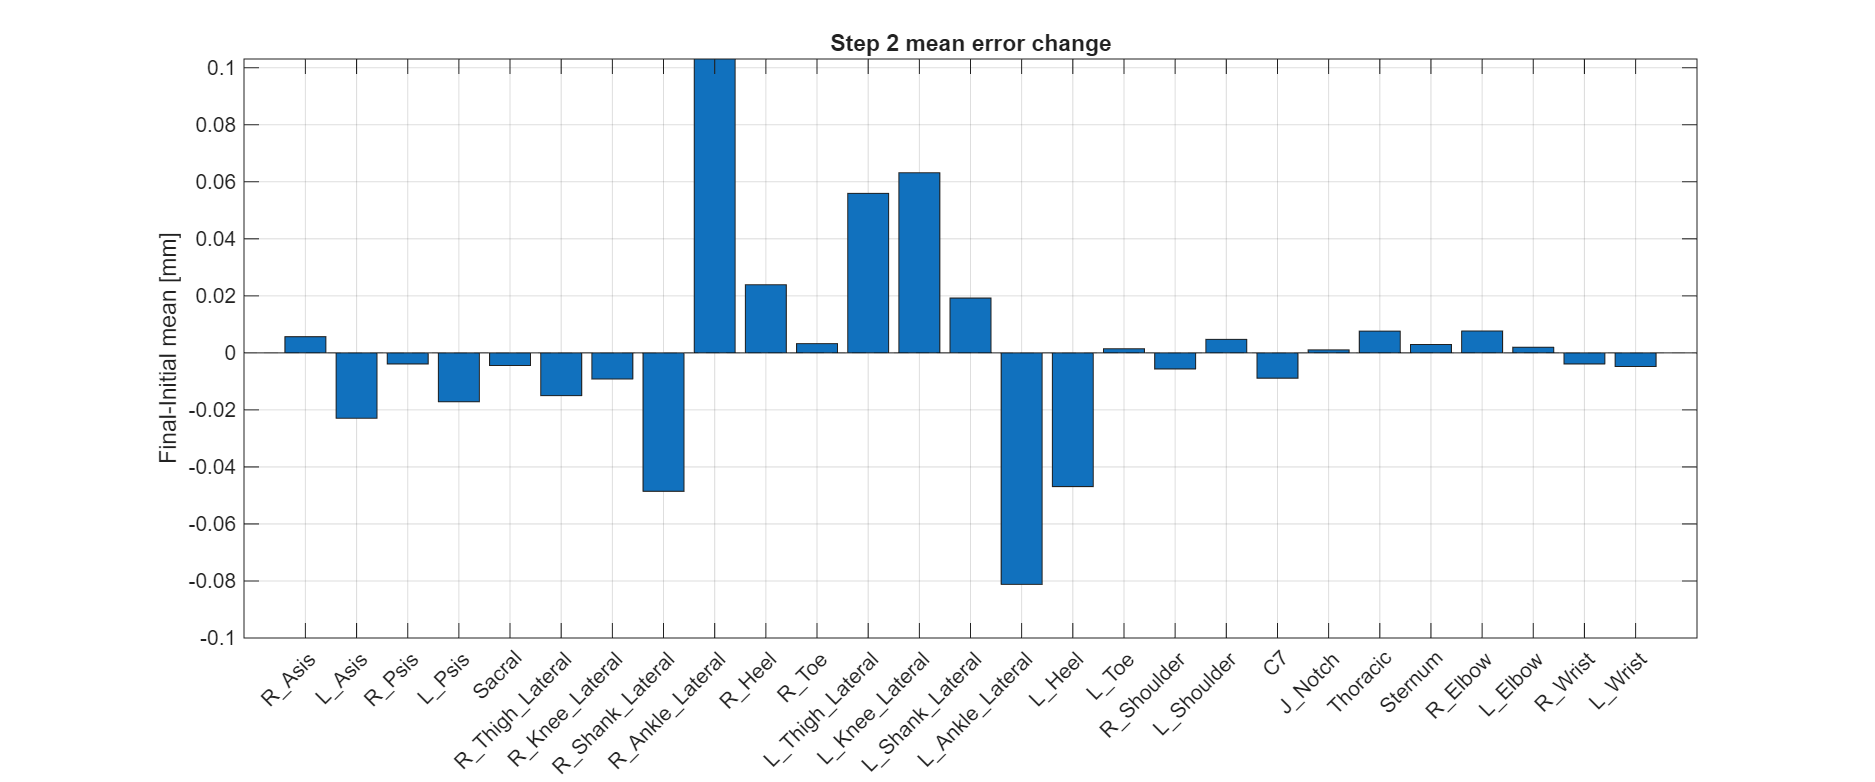 Step 2 mean error change
Final-Initial mean [mm]
0.1
0.08
0.06
0.04
0.02
0
-0.02
-0.04
-0.06
-0.08
-0.1
R_Asis
L_Asis
R_Psis
L_Psis
Sacral
R_Thigh_Lateral
R_Knee_Lateral
R_Shank_Lateral
R_Ankle_Lateral
R_Heel
R_Toe
L_Thigh_Lateral
L_Knee_Lateral
L_Shank_Lateral
L_Ankle_Lateral
L_Heel
L_Toe
R_Shoulder
L_Shoulder
C7
J_Notch
Thoracic
Sternum
R_Elbow
L_Elbow
R_Wrist
L_Wrist